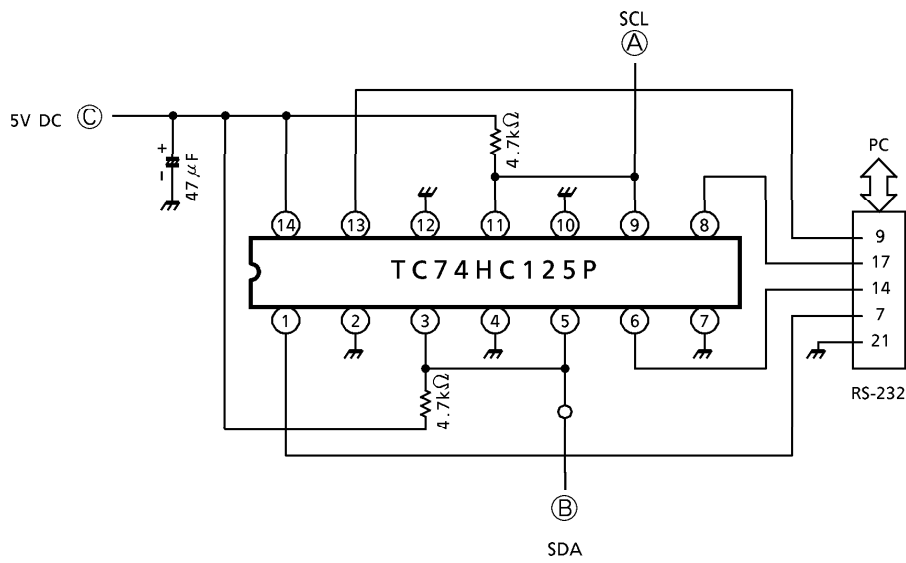 SCL
A
5V DC C
4.7kΩ
+
−
47μF
PC
14 13 12 11 10 9 8
TC74HC125P
1 2 3 4 5 6 7
9
17
14
7
21
RS-232
4.7kΩ
B
SDA